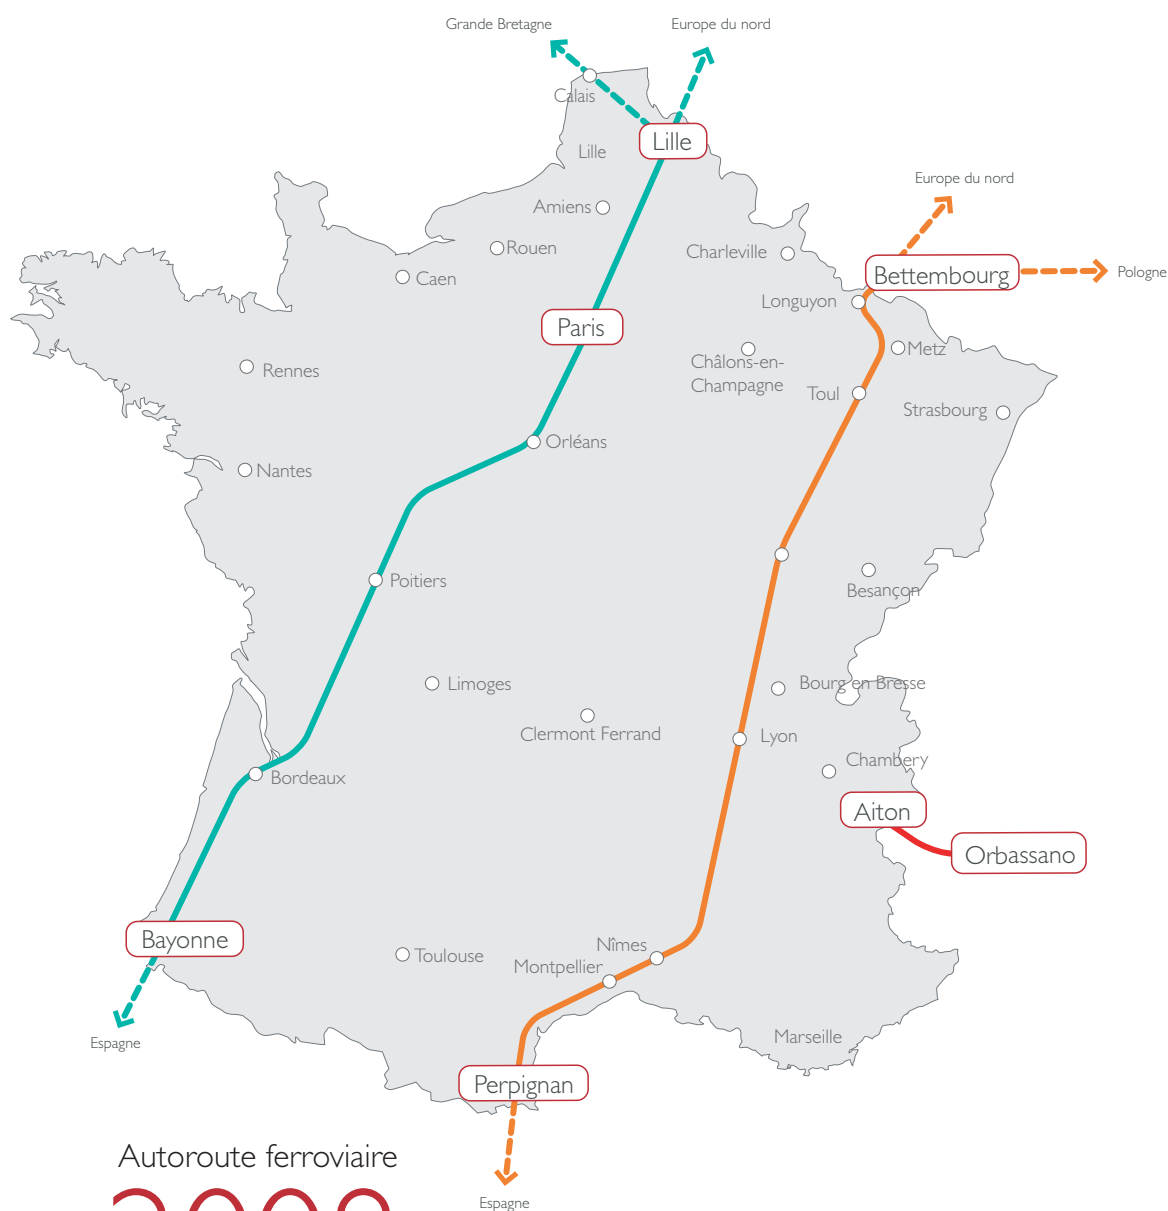 Grande Bretagne
Europe du nord
Calais
Lille
Lille
Europe du nord
Amiens
Rouen
Charleville
Caen
Bettembourg
Pologne
Longuyon
Paris
Metz
Châlons-en-
Champagne
Rennes
Toul
Strasbourg
Orléans
Nantes
Poitiers
Besançon
Limoges
Bourg en Bresse
Clermont Ferrand
Lyon
Chambery
Bordeaux
Aiton
Orbassano
Bayonne
Nîmes
Toulouse
Montpellier
Marseille
Espagne
Perpignan
Autoroute ferroviaire
Espagne